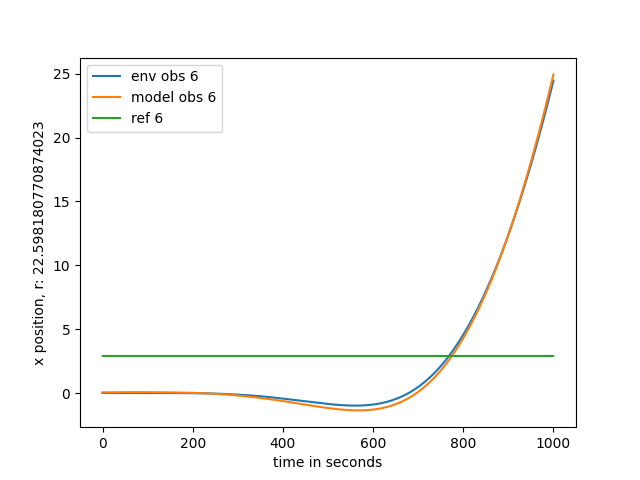 env obs 6
model obs 6
ref 6
25
20
15
10
5
0
x position, r: 22.598180770874023
0 200 400 600 800 1000
time in seconds